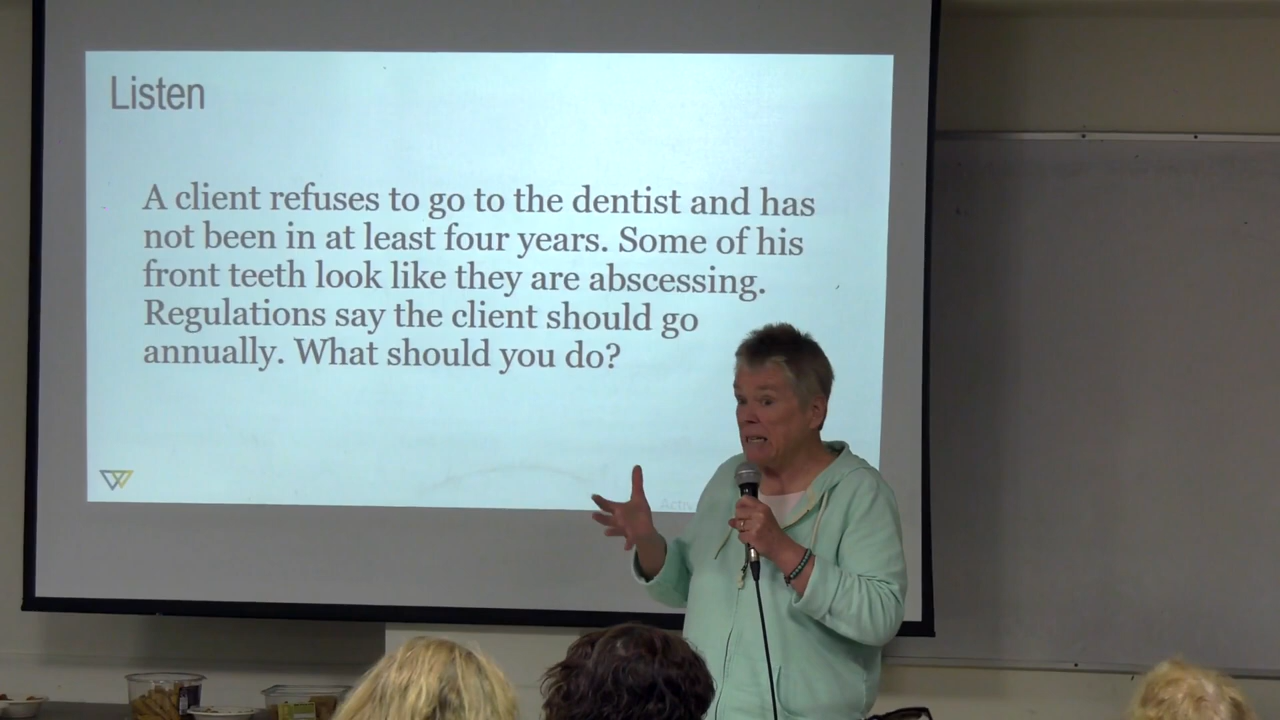 Listen
A client refuses to go to the dentist and has
not been in at least four years. Some of his
front teeth look like they are abscessing.
Regulations say the client should go
annually. What should you do?